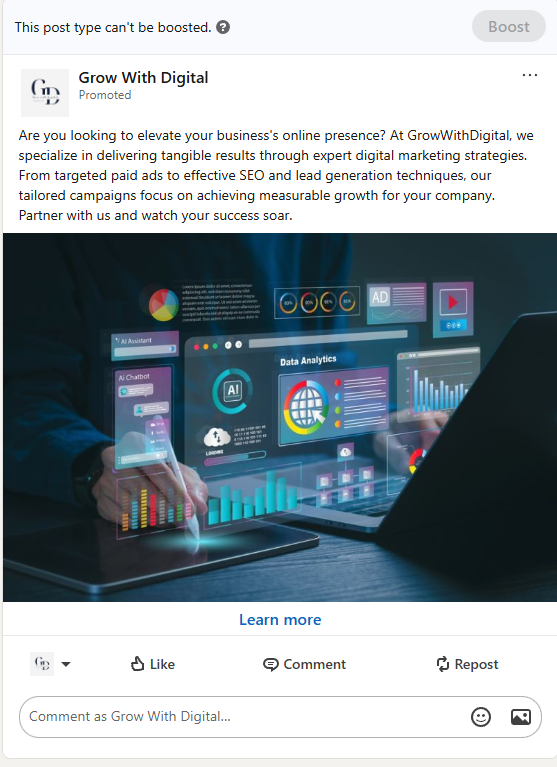 This post type can't be boosted.
Boost
GD
Grow With Digital
Promoted
Are you looking to elevate your business's online presence? At GrowWithDigital, we
specialize in delivering tangible results through expert digital marketing strategies.
From targeted paid ads to effective SEO and lead generation techniques, our
tailored campaigns focus on achieving measurable growth for your company.
Partner with us and watch your success soar.
AD
AI Assistant
Data Analytics
AI Chatbot
AI
LOADING
Learn more
GD
Like
Comment
Repost
Comment as Grow With Digital...